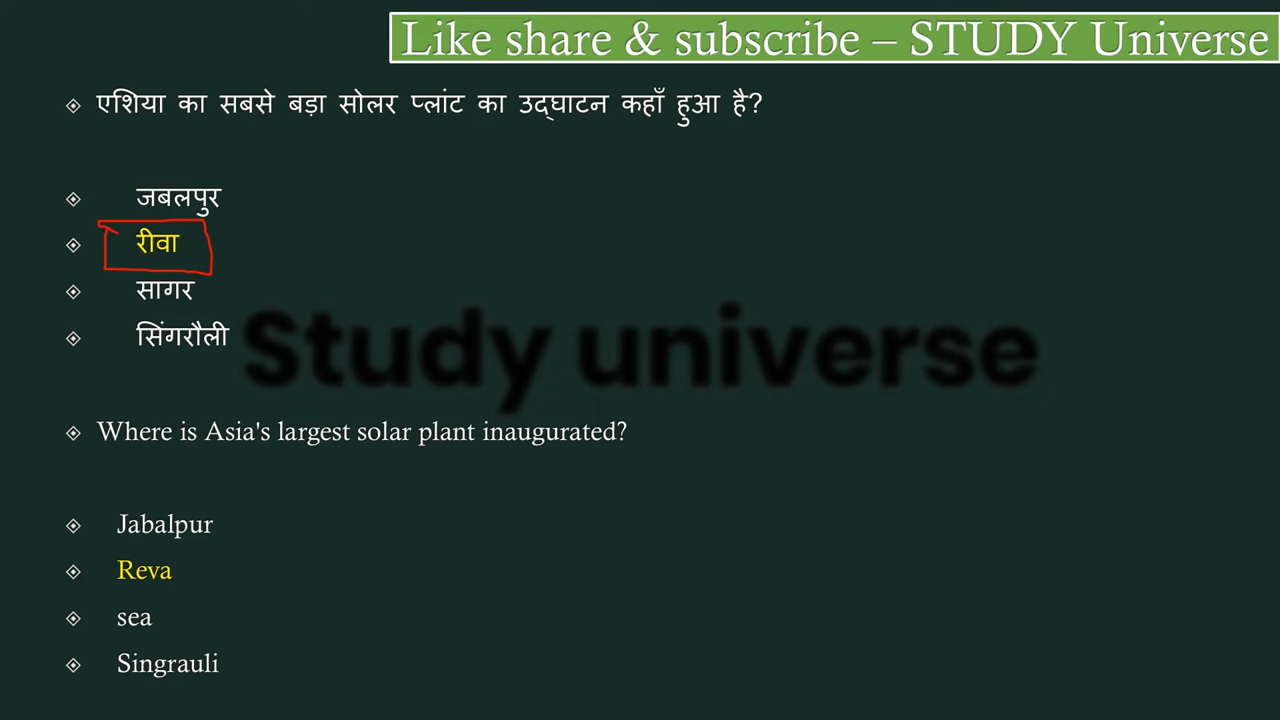 Like share & subscribe – STUDY Universe
एशिया का सबसे बड़ा सोलर प्लांट का उद्घाटन कहाँ हुआ है?
जबलपुर
रीवा
सागर
सिंगरौली
Study universe
Where is Asia's largest solar plant inaugurated?
Jabalpur
Reva
sea
Singrauli